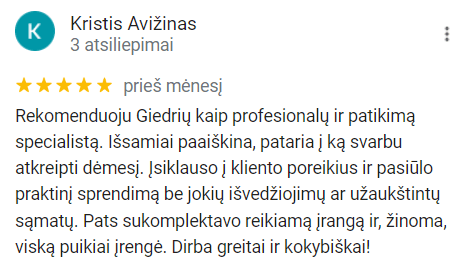 K
Kristis Avižinas
3 atsiliepimai
prieš mėnesį
Rekomenduoju Giedrių kaip profesionalų ir patikimą
specialistą. Išsamiai paaiškina, pataria į ką svarbu
atkreipti dėmesį. Įsiklauso į kliento poreikius ir pasiūlo
praktinį sprendimą be jokių išvedžiojimų ar užaukštintų
sąmatų. Pats sukomplektavo reikiamą įrangą ir, žinoma,
viską puikiai įrengė. Dirba greitai ir kokybiškai!